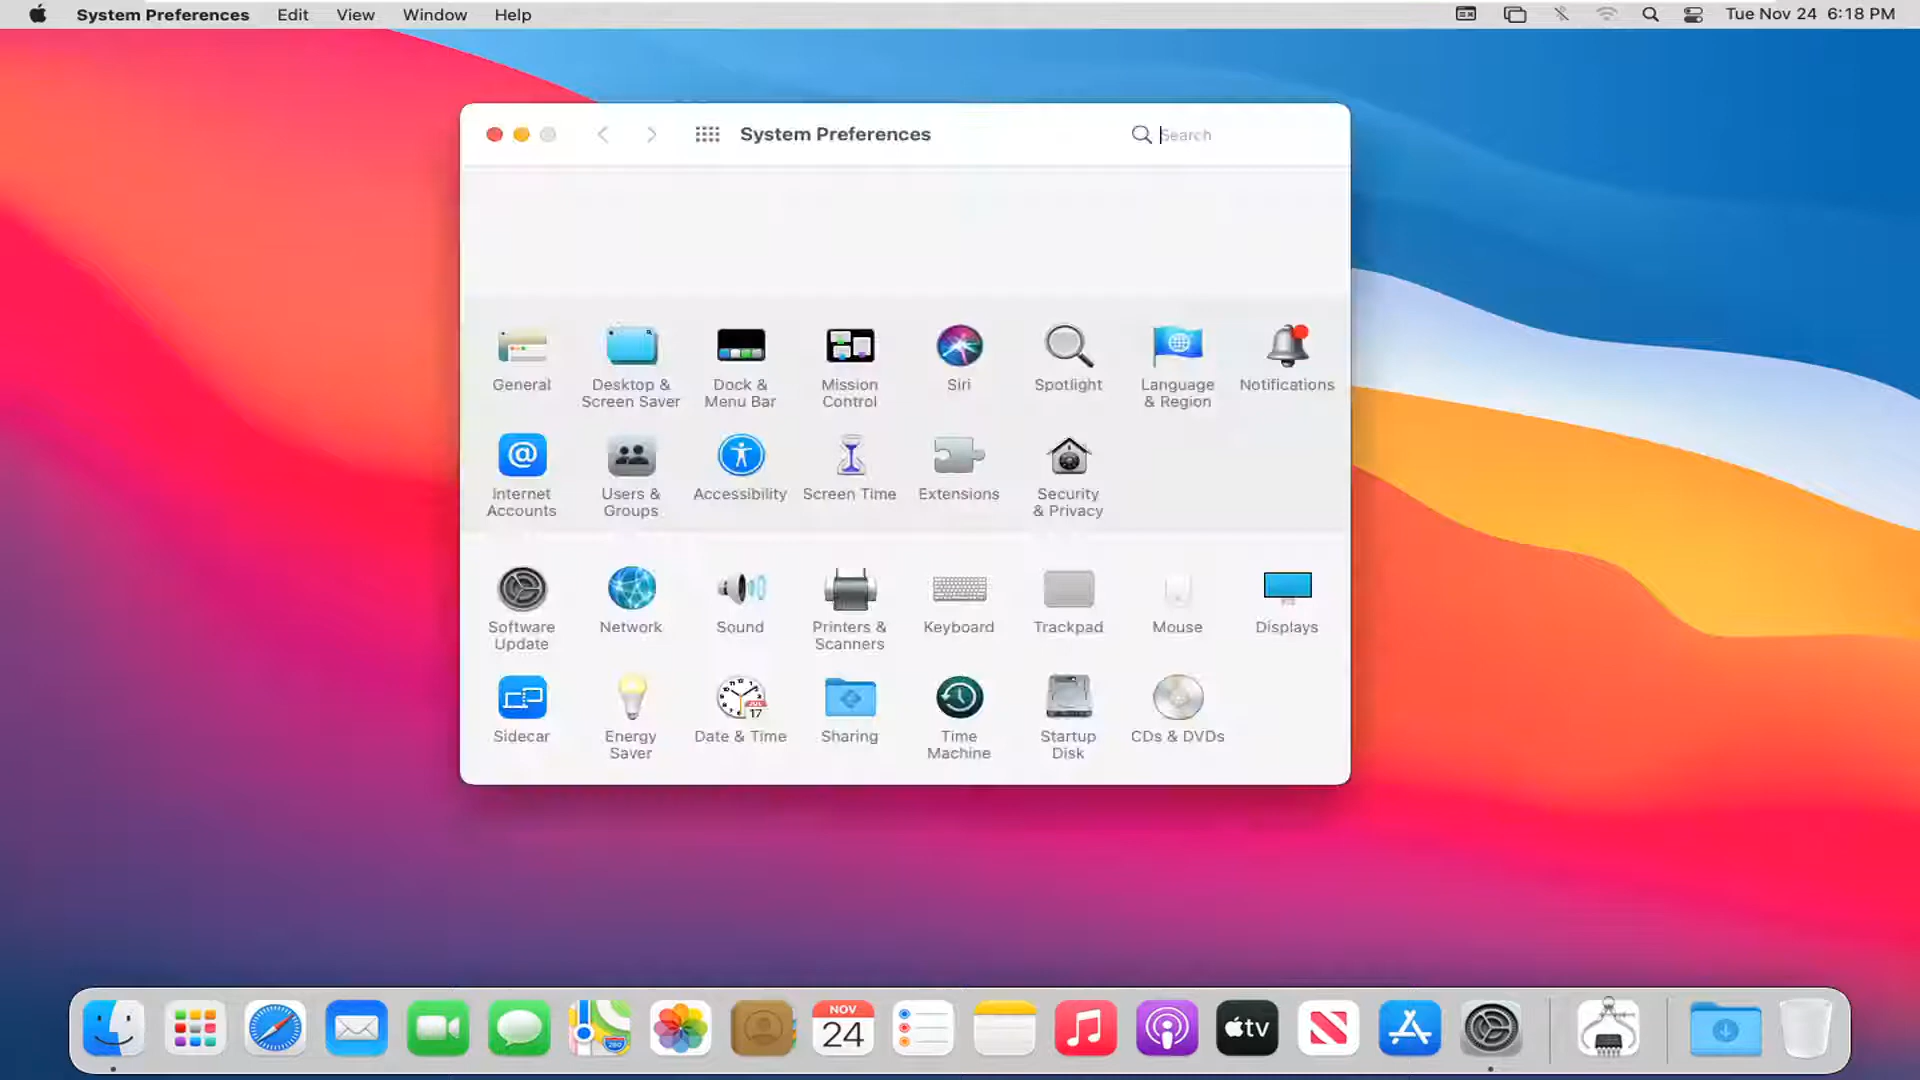 System Preferences Edit View Window Help Tue Nov 24 6:18 PM
System Preferences Search
General Desktop & Screen Saver Dock & Menu Bar Mission Control Siri Spotlight Language & Region Notifications
Internet Accounts Users & Groups Accessibility Screen Time Extensions Security & Privacy
Software Update Network Sound Printers & Scanners Keyboard Trackpad Mouse Displays
JUL
17
Sidecar Energy Saver Date & Time Sharing Time Machine Startup Disk CDs & DVDs
NOV
24
280
tv